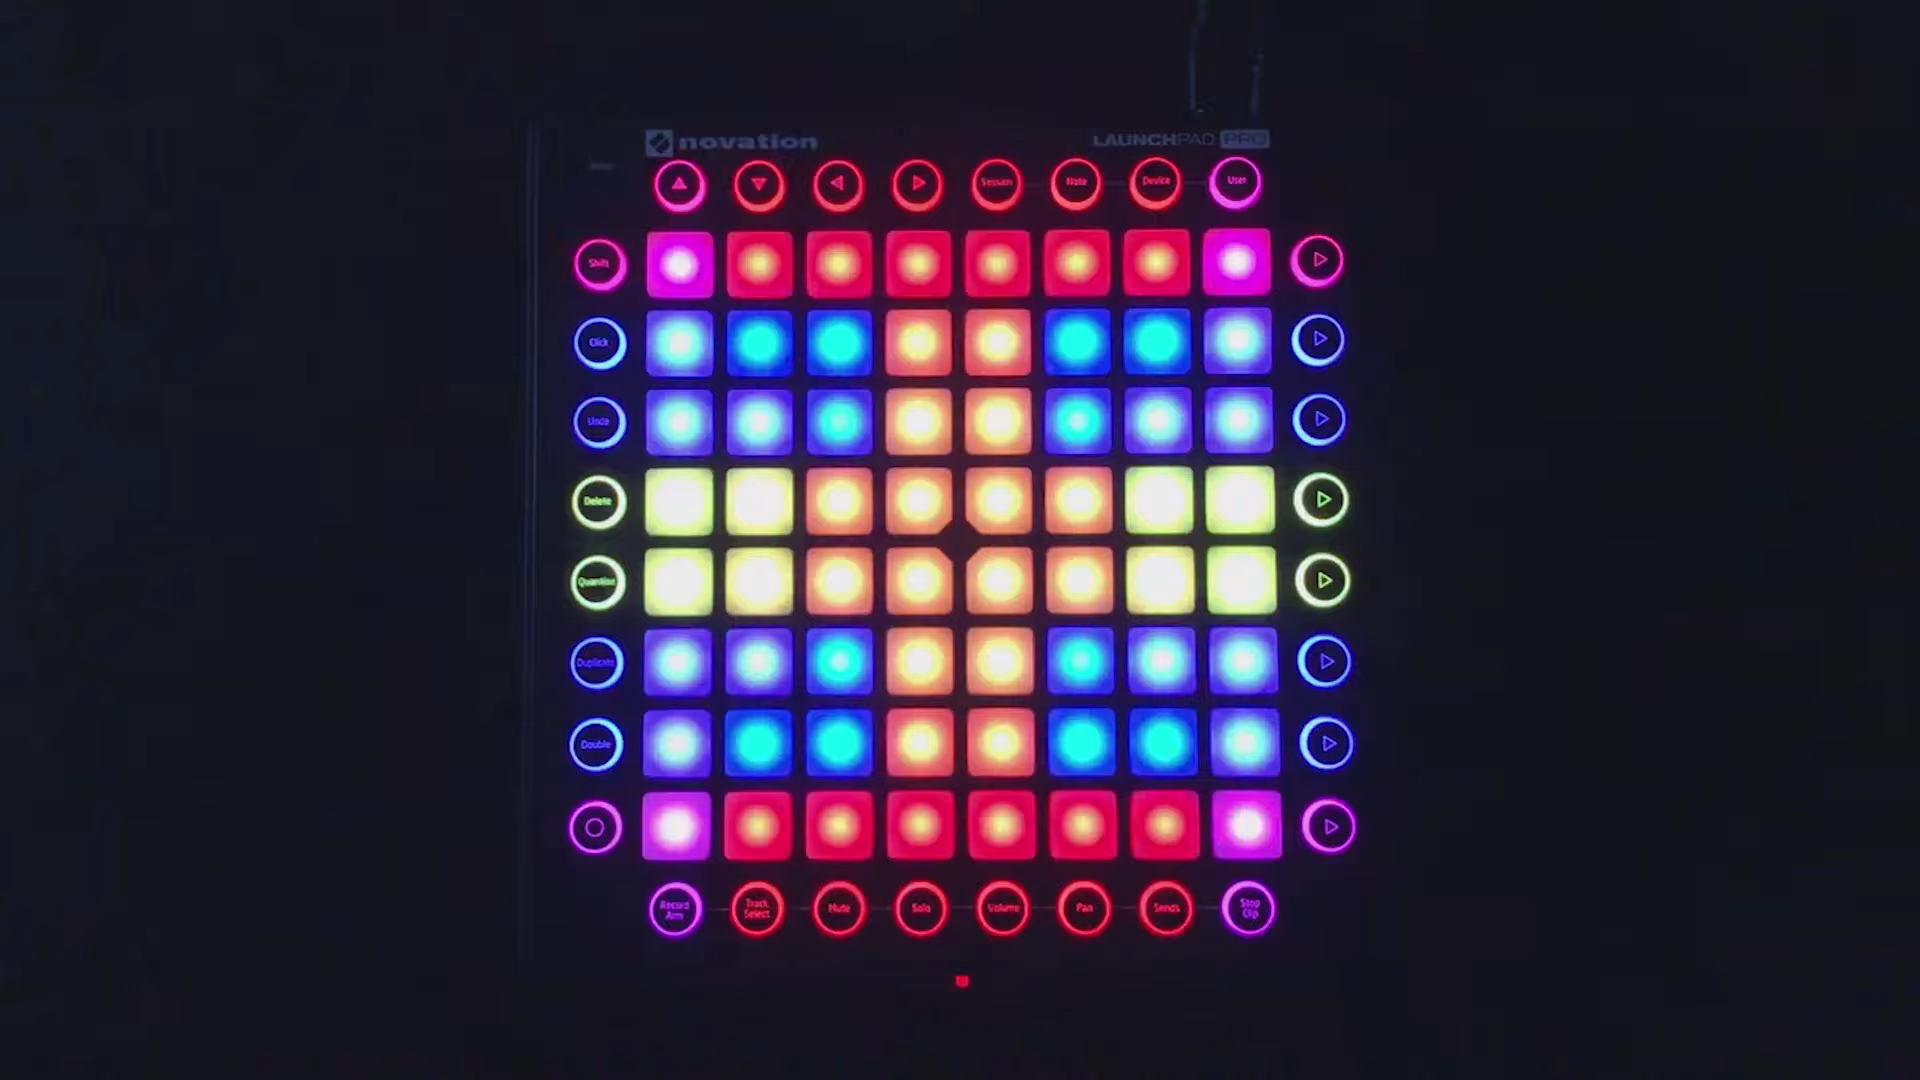 novation
LAUNCHPAD PRO
Session
Note
Device
User
Shift
Click
Undo
Delete
Quantise
Duplicate
Double
Record
Arm
Track
Select
Mute
Solo
Volume
Pan
Sends
Stop
Clip